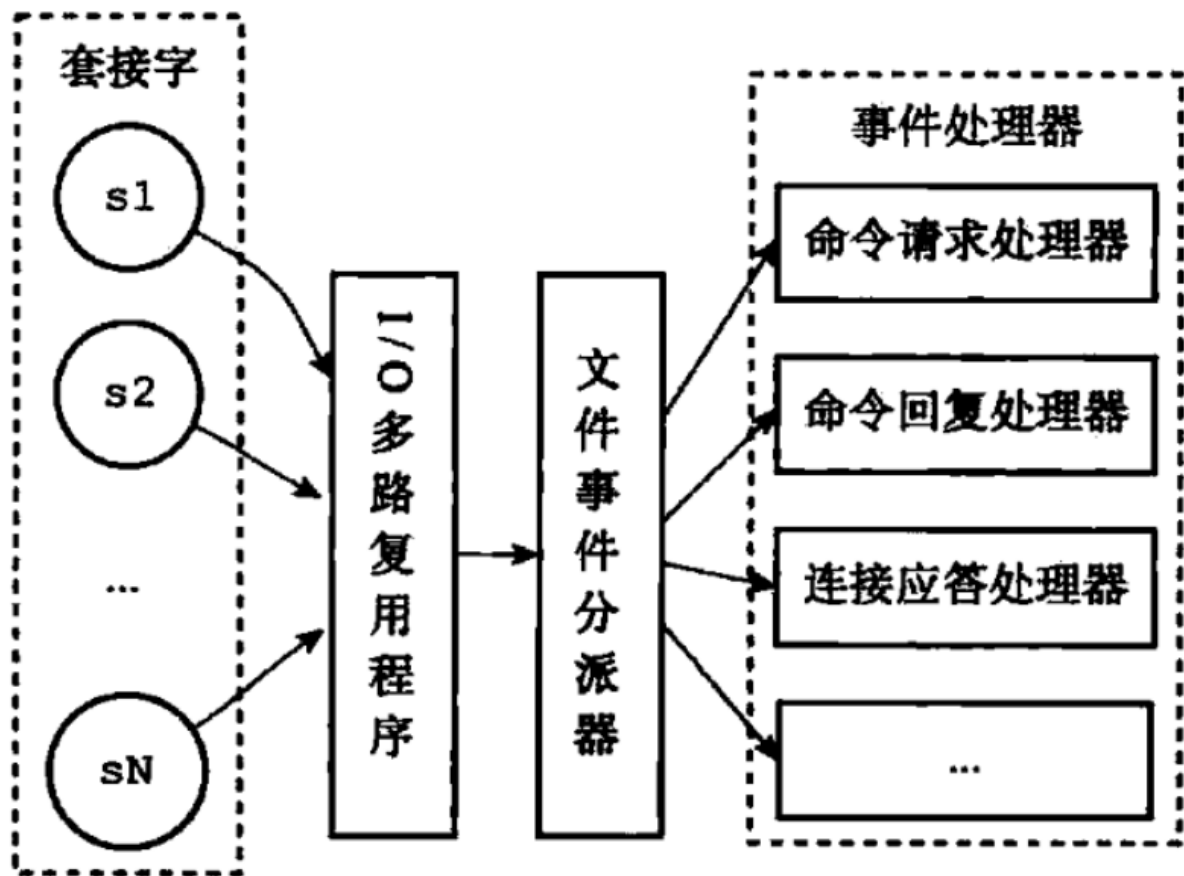 套接字
s1
s2
...
sN
I/O多路复用程序
文件事件分派器
事件处理器
命令请求处理器
命令回复处理器
连接应答处理器
...